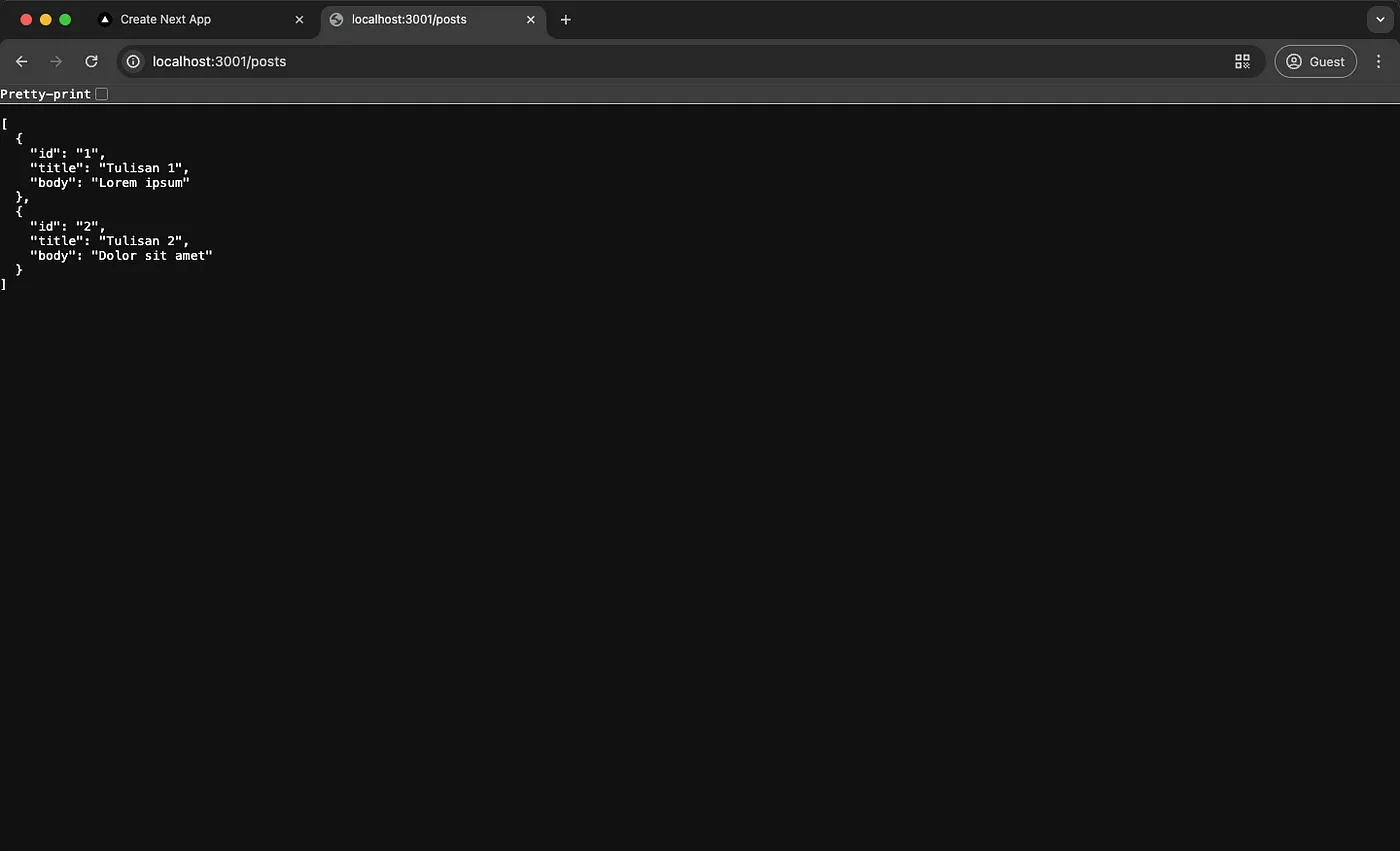 Create Next App
localhost:3001/posts
localhost:3001/posts
Guest
Pretty-print
[
  {
    "id": "1",
    "title": "Tulisan 1",
    "body": "Lorem ipsum"
  },
  {
    "id": "2",
    "title": "Tulisan 2",
    "body": "Dolor sit amet"
  }
]